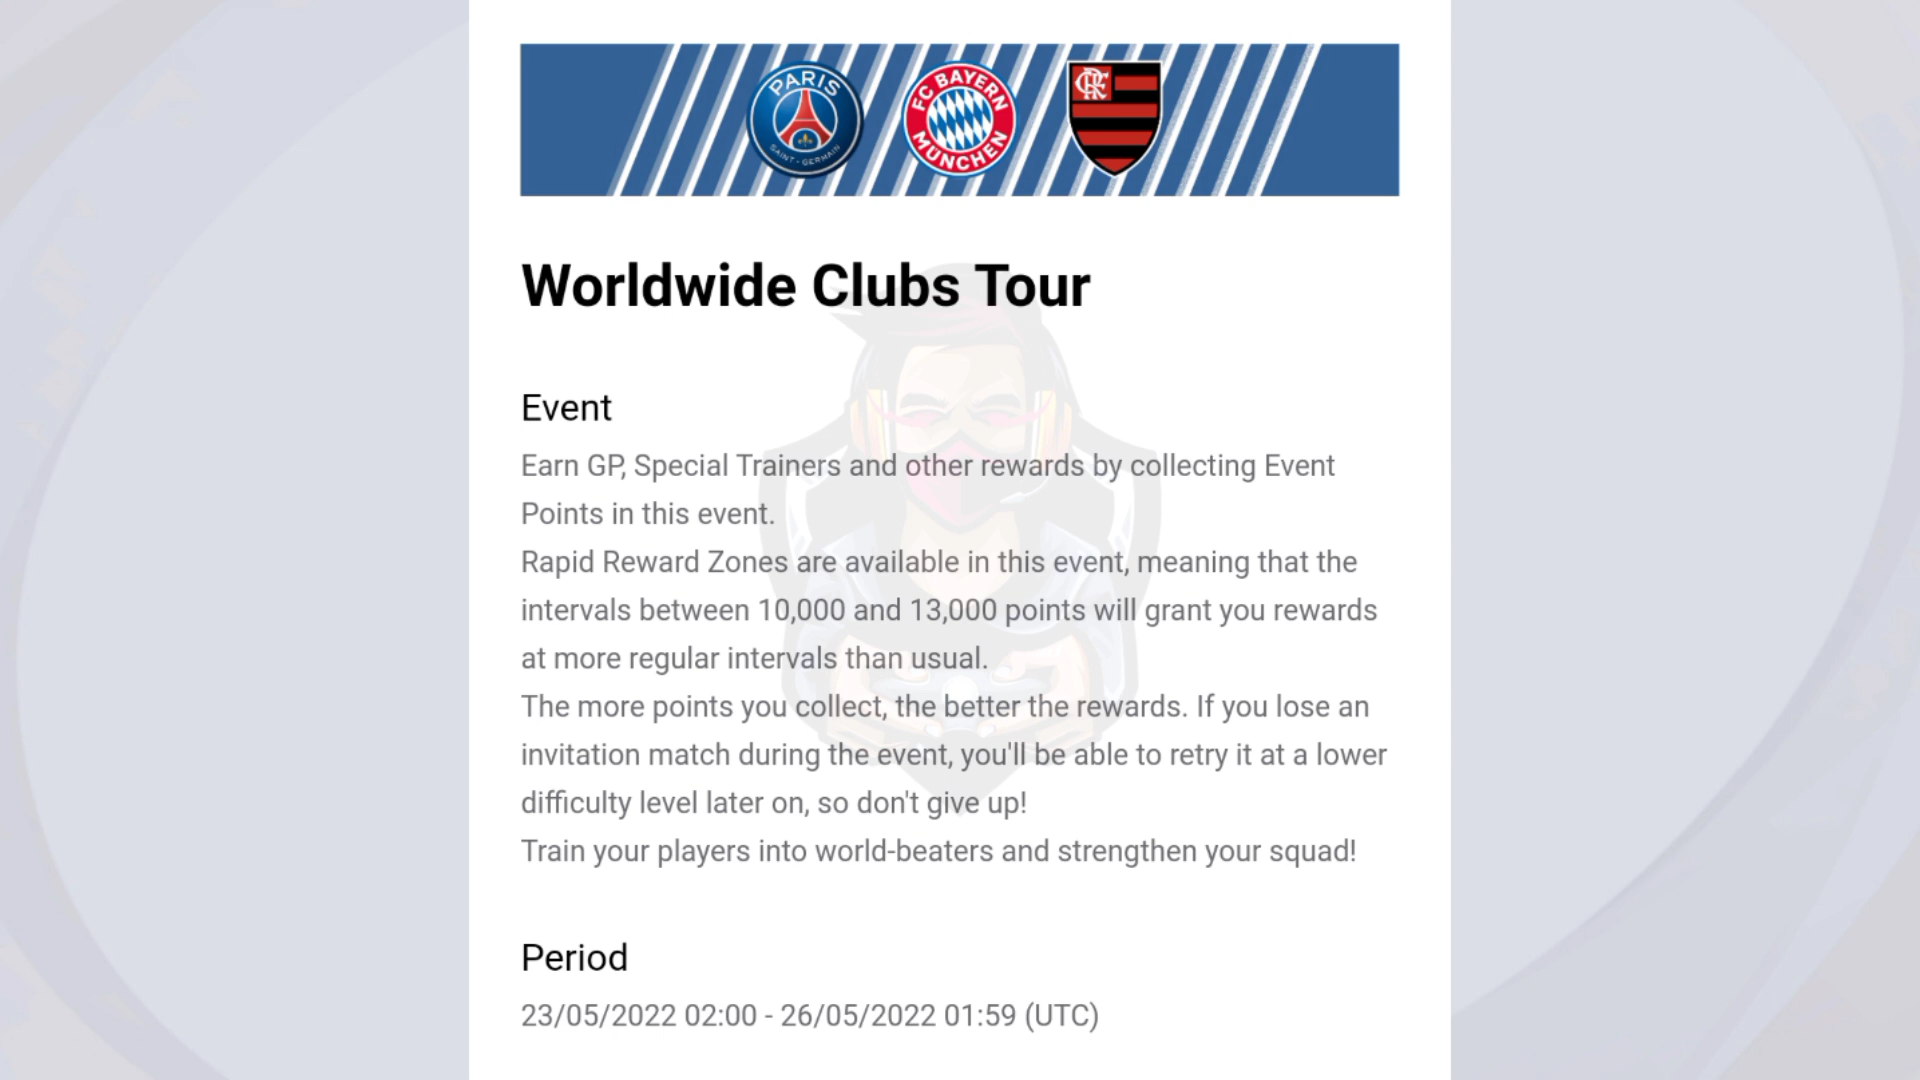 PARIS
SAINT-GERMAIN
FC BAYERN
MÜNCHEN
CRF
Worldwide Clubs Tour
Event
Earn GP, Special Trainers and other rewards by collecting Event
Points in this event.
Rapid Reward Zones are available in this event, meaning that the
intervals between 10,000 and 13,000 points will grant you rewards
at more regular intervals than usual.
The more points you collect, the better the rewards. If you lose an
invitation match during the event, you'll be able to retry it at a lower
difficulty level later on, so don't give up!
Train your players into world-beaters and strengthen your squad!
Period
23/05/2022 02:00 - 26/05/2022 01:59 (UTC)